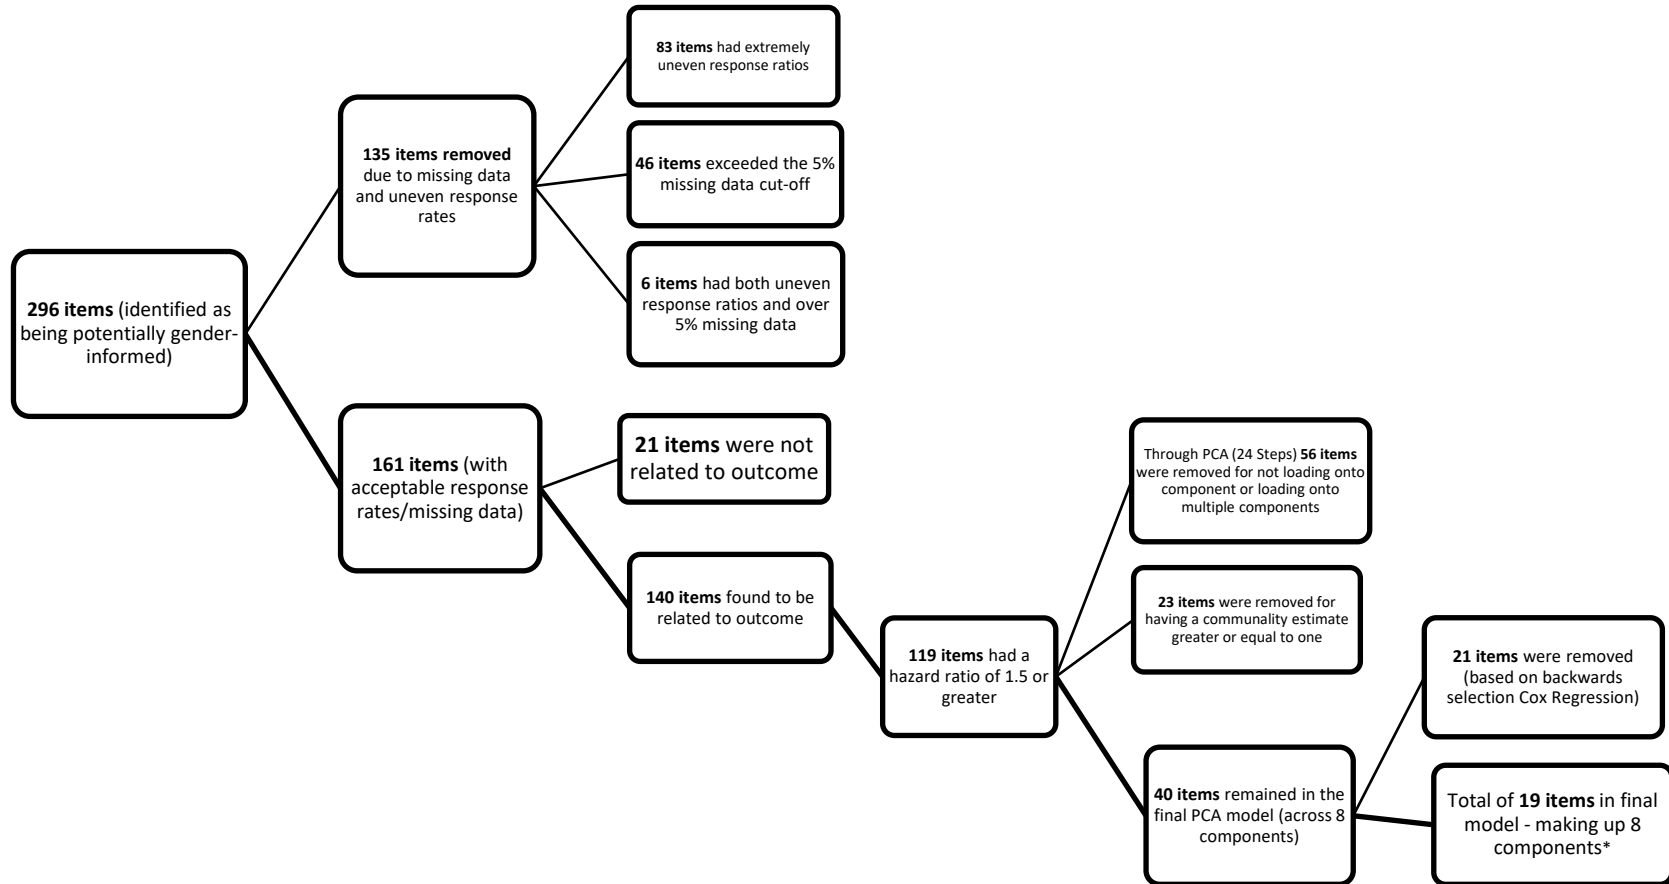 83 items had extremely
uneven response ratios
135 items removed
due to missing data
and uneven response
rates
46 items exceeded the 5%
missing data cut-off
6 items had both uneven
response ratios and over
5% missing data
296 items (identified as
being potentially gender-
informed)
161 items (with
acceptable response
rates/missing data)
21 items were not
related to outcome
140 items found to be
related to outcome
119 items had a
hazard ratio of 1.5 or
greater
Through PCA (24 Steps) 56 items
were removed for not loading onto
component or loading onto
multiple components
23 items were removed for
having a communality estimate
greater or equal to one
40 items remained in the
final PCA model (across 8
components)
21 items were removed
(based on backwards
selection Cox Regression)
Total of 19 items in final
model - making up 8
components*